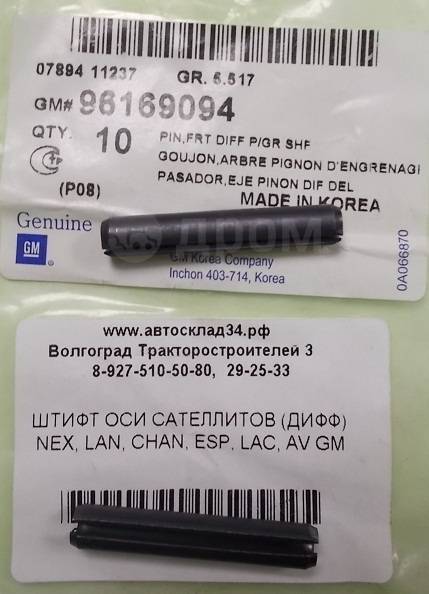 07894 11237 GR. 5.517
GM# 96169094
QTY. 10 PIN,FRT DIFF P/GR SHF
GOUJON,ARBRE PIGNON D'ENGRENAGI
PASADOR,EJE PINON DIF DEL
(P08) MADE IN KOREA
Genuine
GM
ДРОМ
GM Korea Company
Inchon 403-714, Korea
0A066870
www.автосклад34.рф
Волгоград Тракторостроителей 3
8-927-510-50-80, 29-25-33
ШТИФТ ОСИ САТЕЛЛИТОВ (ДИФФ)
NEX, LAN, CHAN, ESP, LAC, AV GM